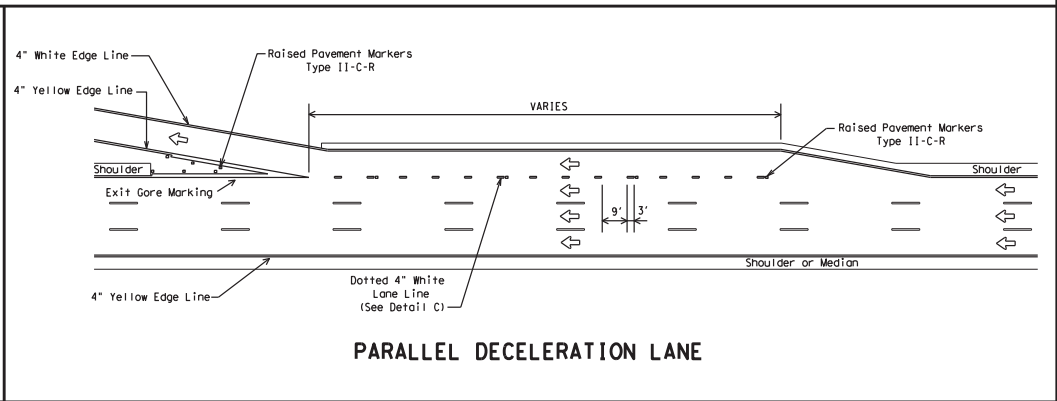 4" White Edge Line
Raised Pavement Markers
Type II-C-R
4" Yellow Edge Line
VARIES
Raised Pavement Markers
Type II-C-R
Shoulder
Shoulder
Exit Gore Marking
9'
3'
Shoulder or Median
Dotted 4" White
Lane Line
(See Detail C)
4" Yellow Edge Line
PARALLEL DECELERATION LANE